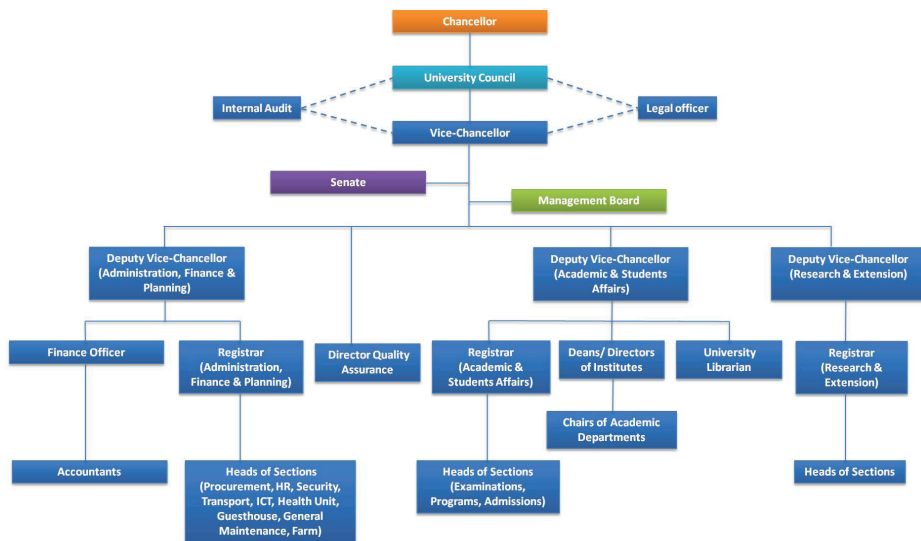 Chancellor
University Council
Internal Audit
Legal officer
Vice-Chancellor
Senate
Management Board
Deputy Vice-Chancellor
(Administration, Finance &
Planning)
Deputy Vice-Chancellor
(Academic & Students
Affairs)
Deputy Vice-Chancellor
(Research & Extension)
Finance Officer
Registrar
(Administration,
Finance & Planning)
Director Quality
Assurance
Registrar
(Academic &
Students Affairs)
Deans/ Directors
of Institutes
University
Librarian
Registrar
(Research &
Extension)
Chairs of Academic
Departments
Accountants
Heads of Sections
(Procurement, HR, Security,
Transport, ICT, Health Unit,
Guesthouse, General
Maintenance, Farm)
Heads of Sections
(Examinations,
Programs, Admissions)
Heads of Sections